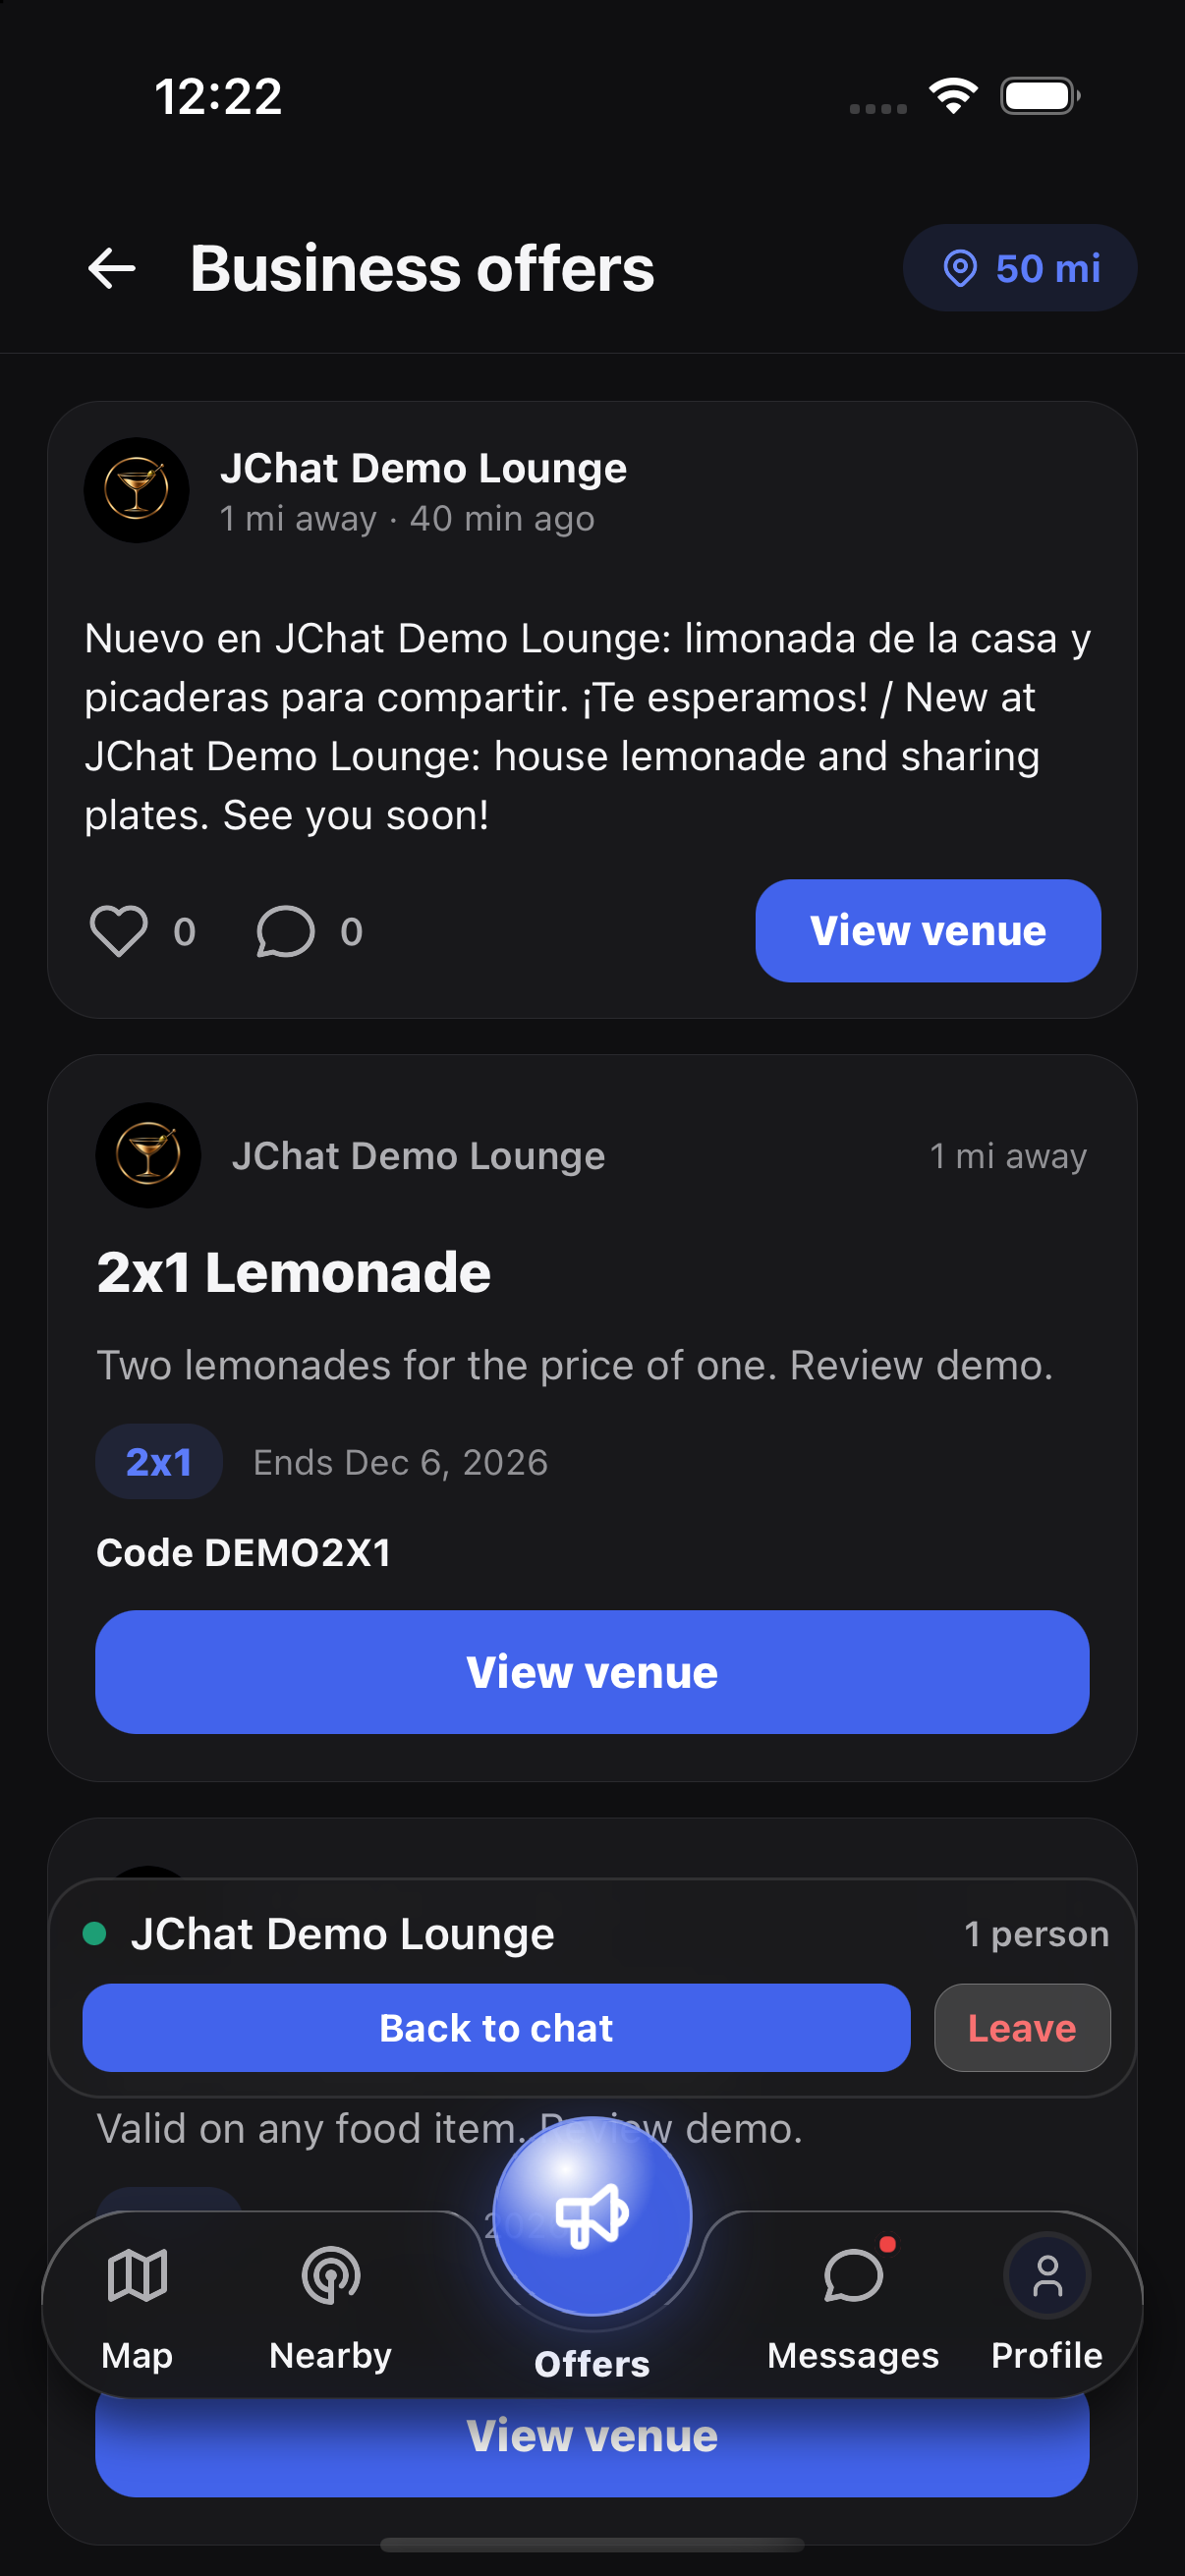 12:22
Business offers
50 mi
JChat Demo Lounge
1 mi away · 40 min ago
Nuevo en JChat Demo Lounge: limonada de la casa y
picaderas para compartir. ¡Te esperamos! / New at
JChat Demo Lounge: house lemonade and sharing
plates. See you soon!
0
0
View venue
JChat Demo Lounge
1 mi away
2x1 Lemonade
Two lemonades for the price of one. Review demo.
2x1
Ends Dec 6, 2026
Code DEMO2X1
View venue
JChat Demo Lounge
1 person
Back to chat
Leave
Valid on any food item. Review demo.
Map
Nearby
Offers
Messages
Profile
View venue